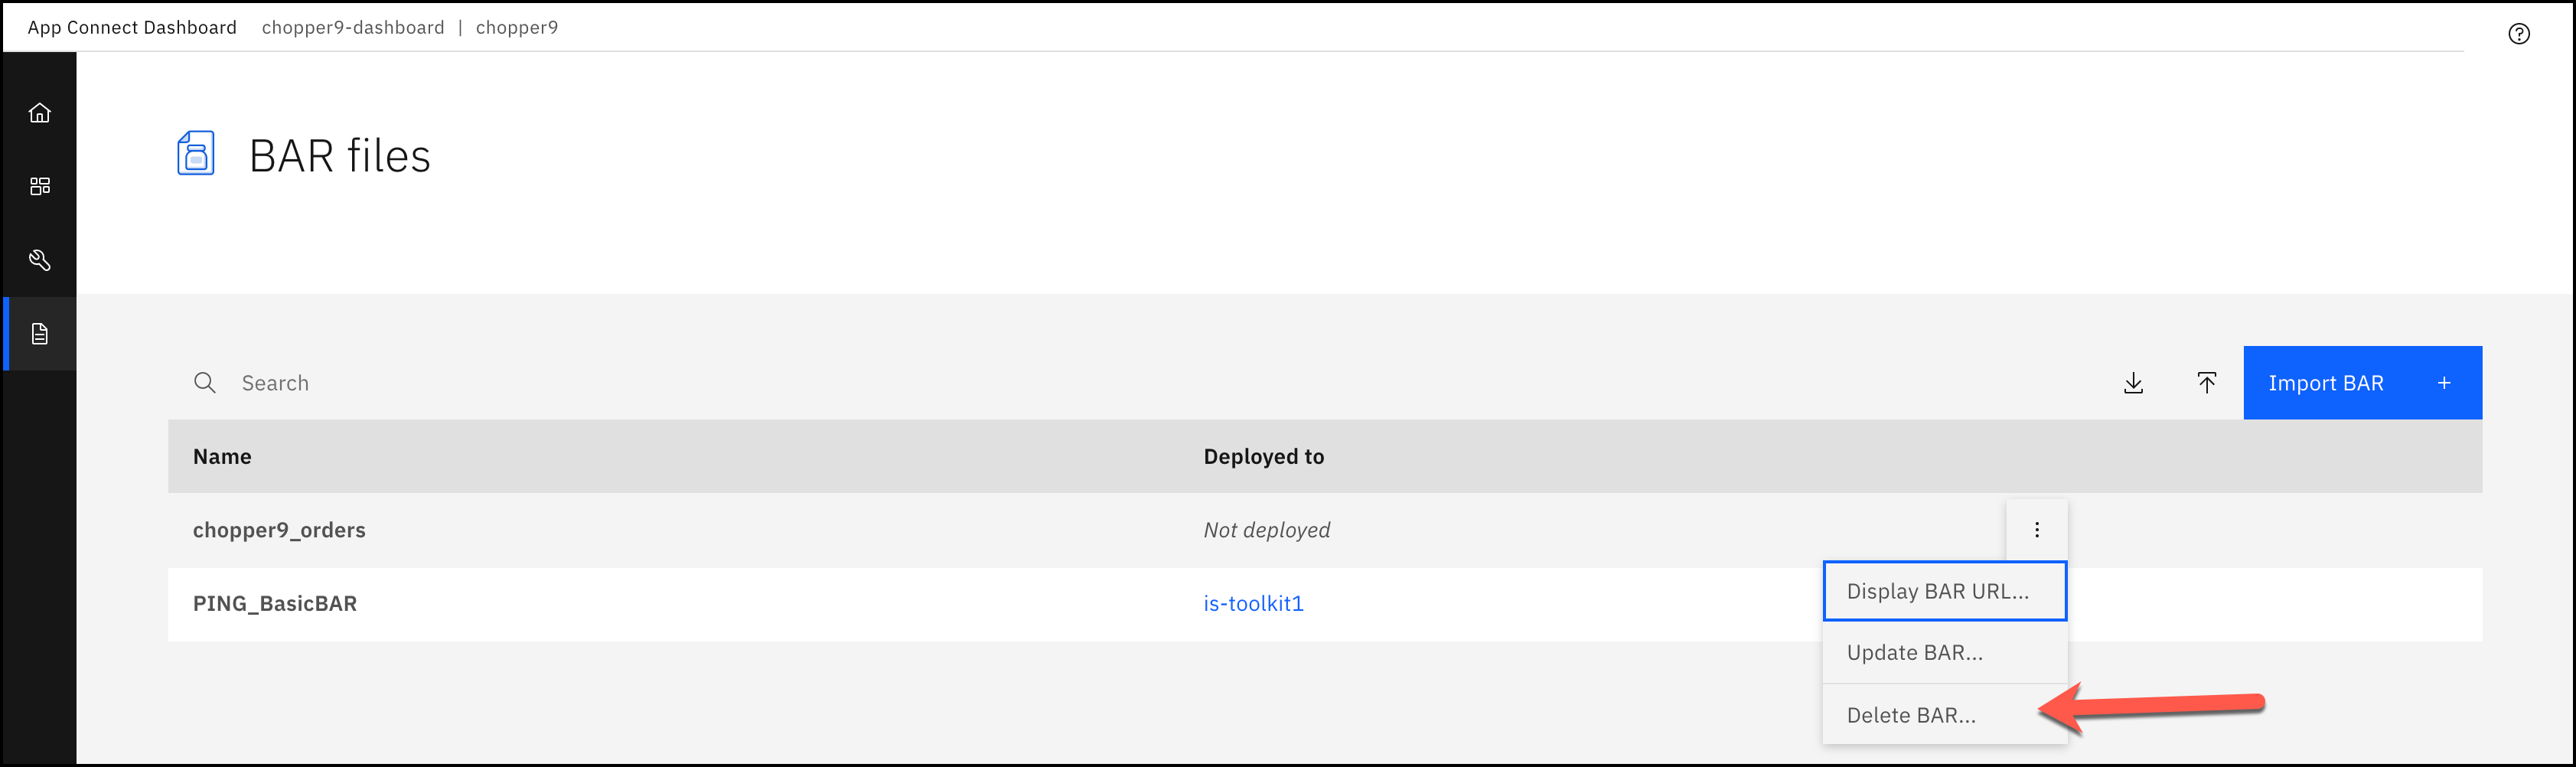 App Connect Dashboard chopper9-dashboard | chopper9
BAR files
Search
Import BAR +
Name Deployed to
chopper9_orders Not deployed
Display BAR URL...
PING_BasicBAR is-toolkit1
Update BAR...
Delete BAR...